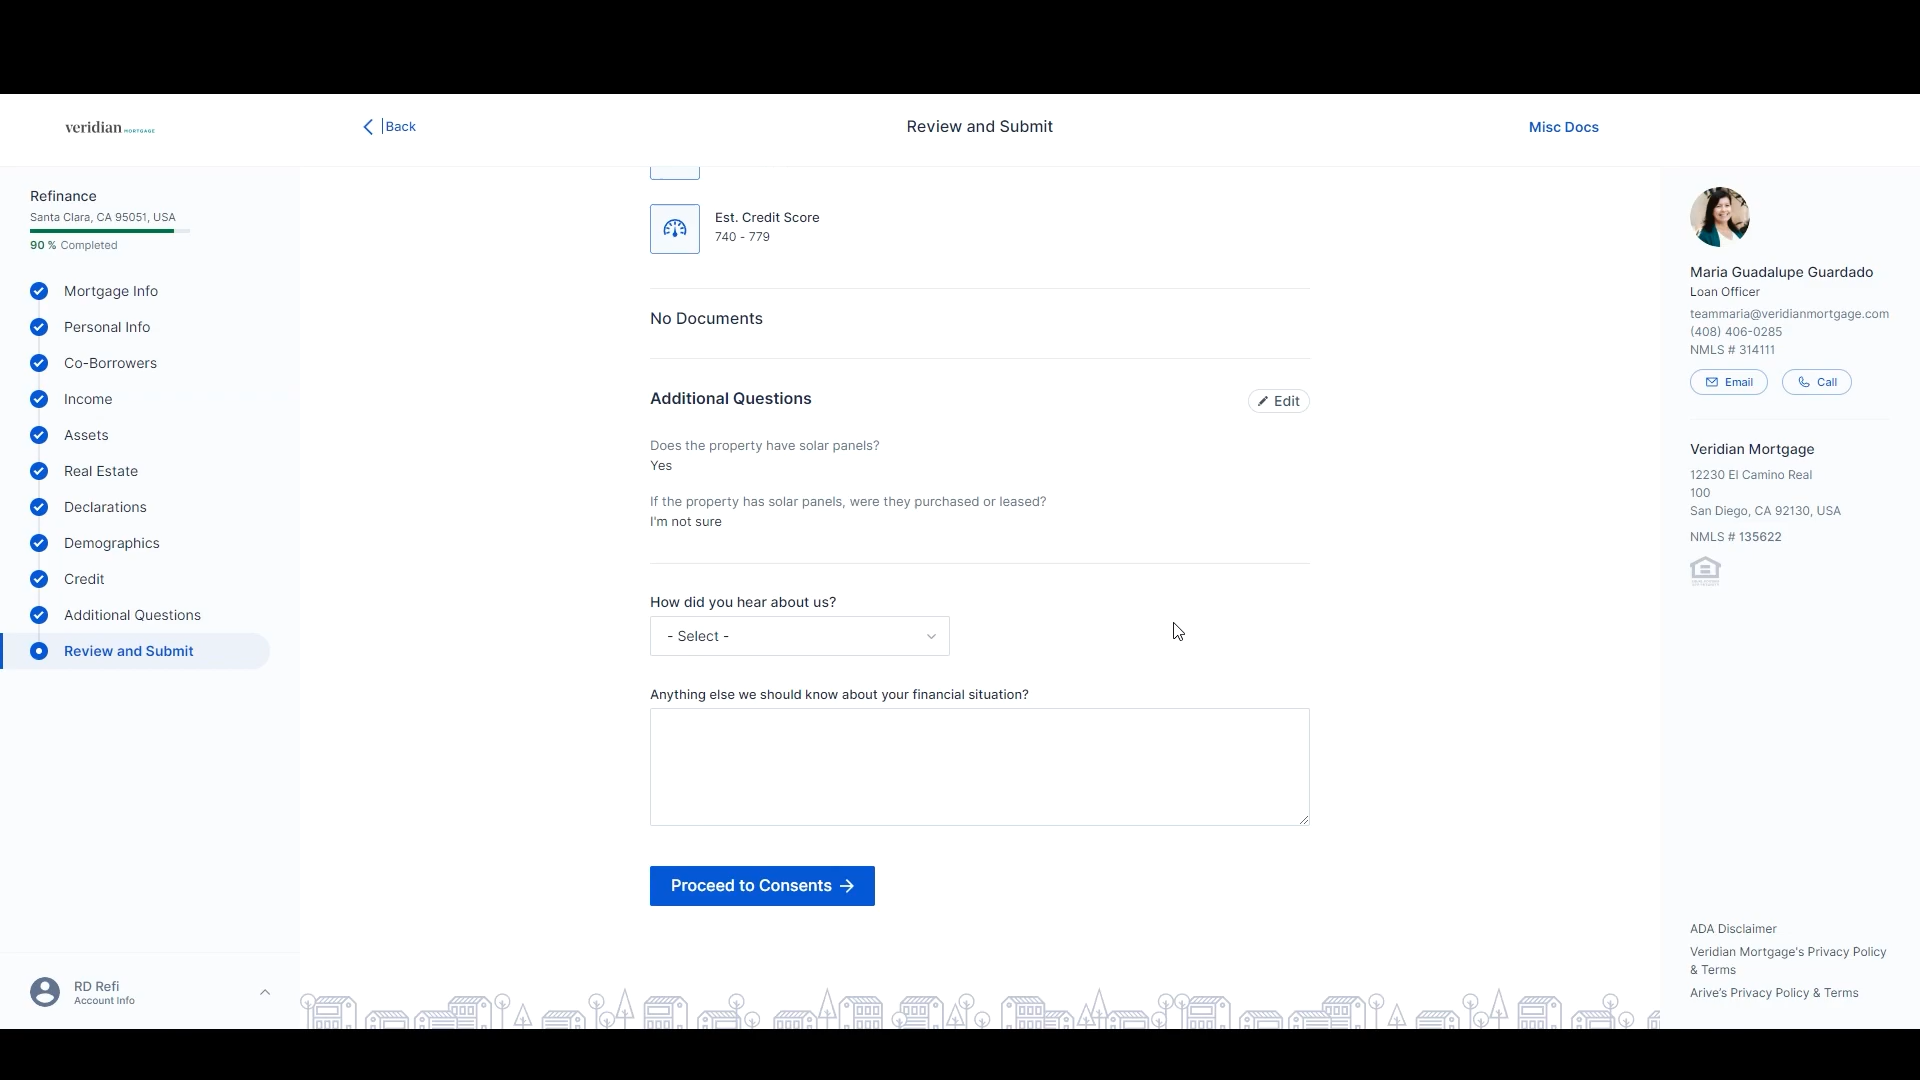 veridian MORTGAGE
Back
Review and Submit
Misc Docs
Refinance
Santa Clara, CA 95051, USA
90 % Completed
Mortgage Info
Personal Info
Co-Borrowers
Income
Assets
Real Estate
Declarations
Demographics
Credit
Additional Questions
Review and Submit
RD Refi
Account Info
Est. Credit Score
740 - 779
No Documents
Additional Questions
Edit
Does the property have solar panels?
Yes
If the property has solar panels, were they purchased or leased?
I'm not sure
How did you hear about us?
- Select -
Anything else we should know about your financial situation?
Proceed to Consents
Maria Guadalupe Guardado
Loan Officer
teammaria@veridianmortgage.com
(408) 406-0285
NMLS # 314111
Email
Call
Veridian Mortgage
12230 El Camino Real
100
San Diego, CA 92130, USA
NMLS # 135622
ADA Disclaimer
Veridian Mortgage's Privacy Policy
& Terms
Arive's Privacy Policy & Terms